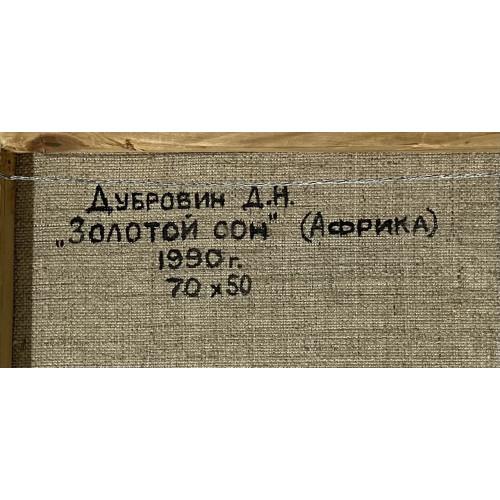 Дубровин Д.Н.
„Золотой сон" (Африка)
1990 г.
70 x 50